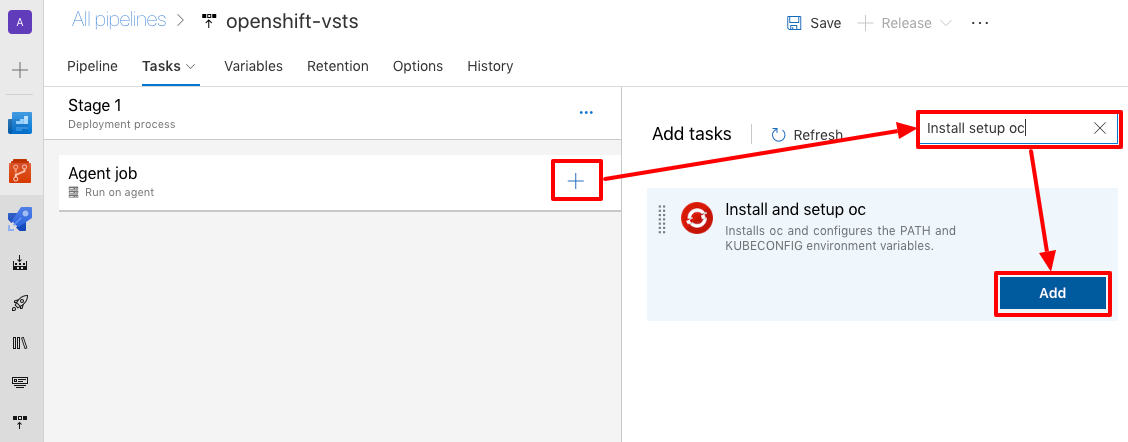 A
All pipelines
openshift-vsts
Save
Release
Pipeline
Tasks
Variables
Retention
Options
History
Stage 1
Deployment process
Agent job
Run on agent
Add tasks
Refresh
Install setup oc
Install and setup oc
Installs oc and configures the PATH and
KUBECONFIG environment variables.
Add